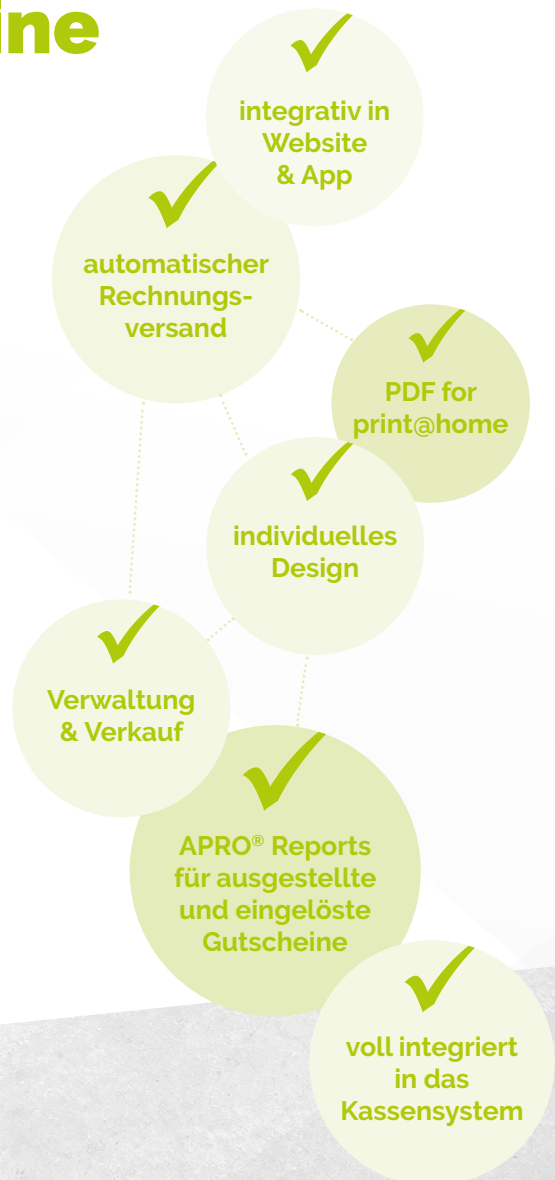 ine
integrativ in
Website
& App
automatischer
Rechnungs-
versand
PDF for
print@home
individuelles
Design
Verwaltung
& Verkauf
APRO® Reports
für ausgestellte
und eingelöste
Gutscheine
voll integriert
in das
Kassensystem